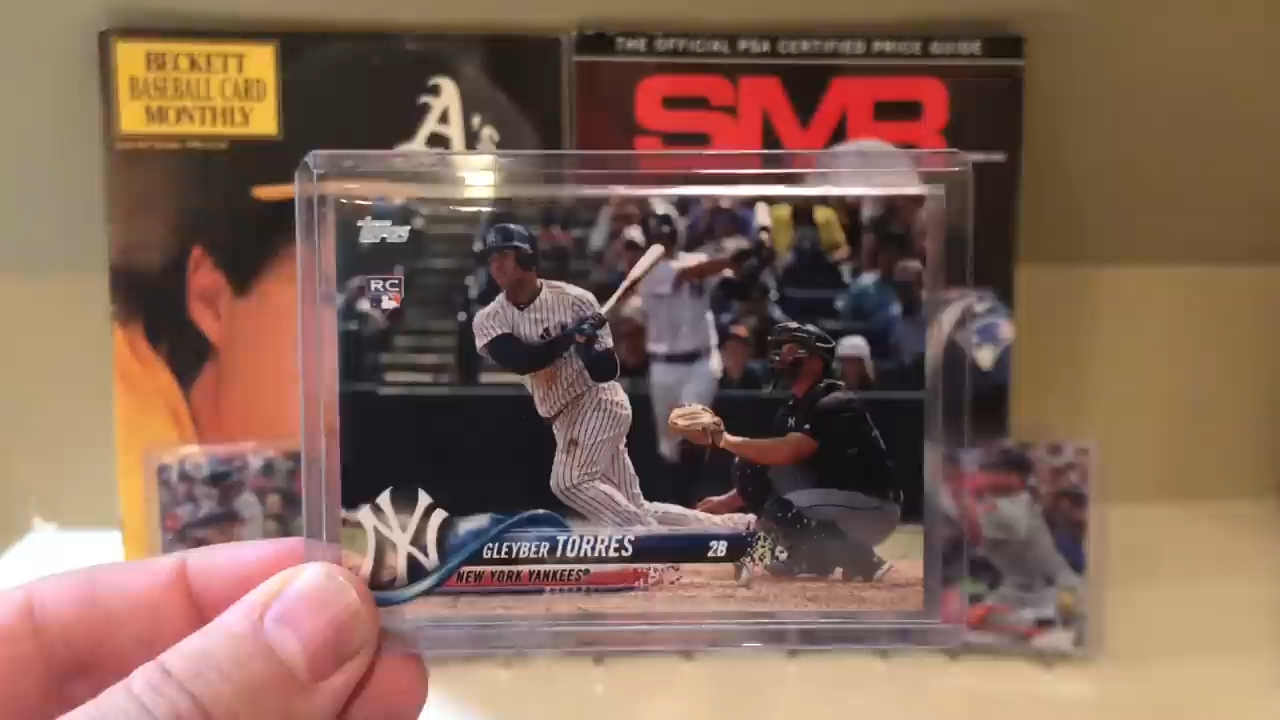 BECKETT
BASEBALL CARD
MONTHLY
A's
THE OFFICIAL PSA CERTIFIED PRICE GUIDE
SMR
Topps
RC
NY
GLEYBER TORRES 2B
NEW YORK YANKEES